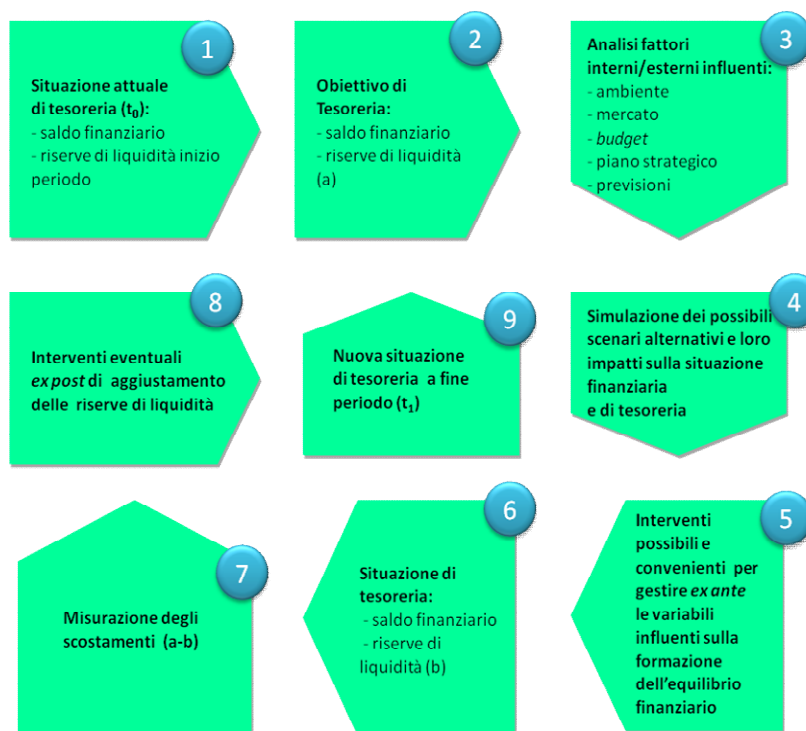 1
Situazione attuale
di tesoreria (t0):
- saldo finanziario
- riserve di liquidità inizio
periodo
2
Obiettivo di
Tesoreria:
- saldo finanziario
- riserve di liquidità
(a)
3
Analisi fattori
interni/esterni influenti:
- ambiente
- mercato
- budget
- piano strategico
- previsioni
8
Interventi eventuali
ex post di aggiustamento
delle riserve di liquidità
9
Nuova situazione
di tesoreria a fine
periodo (t1)
4
Simulazione dei possibili
scenari alternativi e loro
impatti sulla situazione
finanziaria
e di tesoreria
7
Misurazione degli
scostamenti (a-b)
6
Situazione di
tesoreria:
- saldo finanziario
- riserve di
liquidità (b)
5
Interventi
possibili e
convenienti per
gestire ex ante
le variabili
influenti sulla
formazione
dell'equilibrio
finanziario